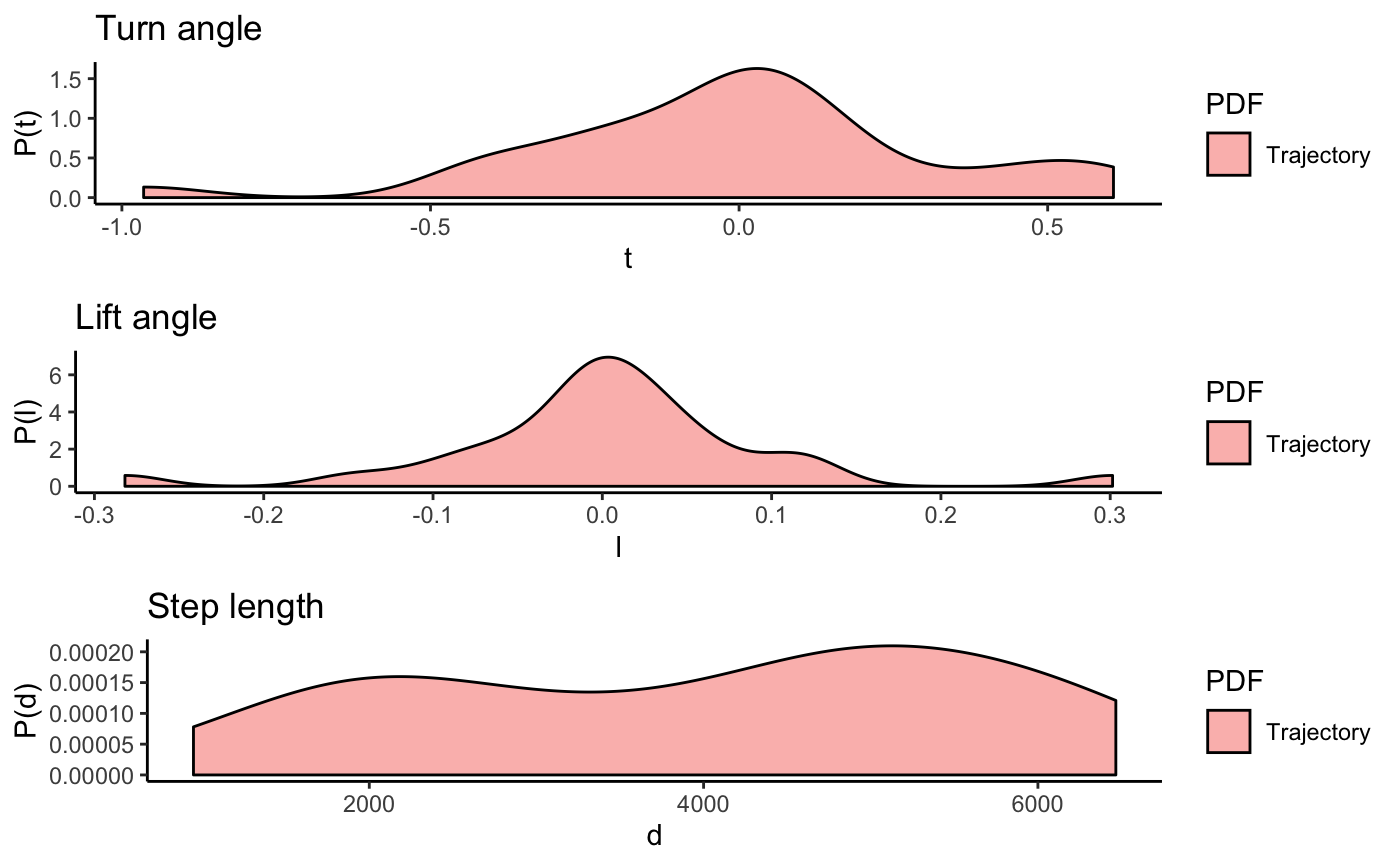 Turn angle
P(t)
1.5
1.0
0.5
0.0
-1.0 -0.5 0.0 0.5
t
PDF
Trajectory
Lift angle
P(l)
6
4
2
0
-0.3 -0.2 -0.1 0.0 0.1 0.2 0.3
l
PDF
Trajectory
Step length
P(d)
0.00020
0.00015
0.00010
0.00005
0.00000
2000 4000 6000
d
PDF
Trajectory